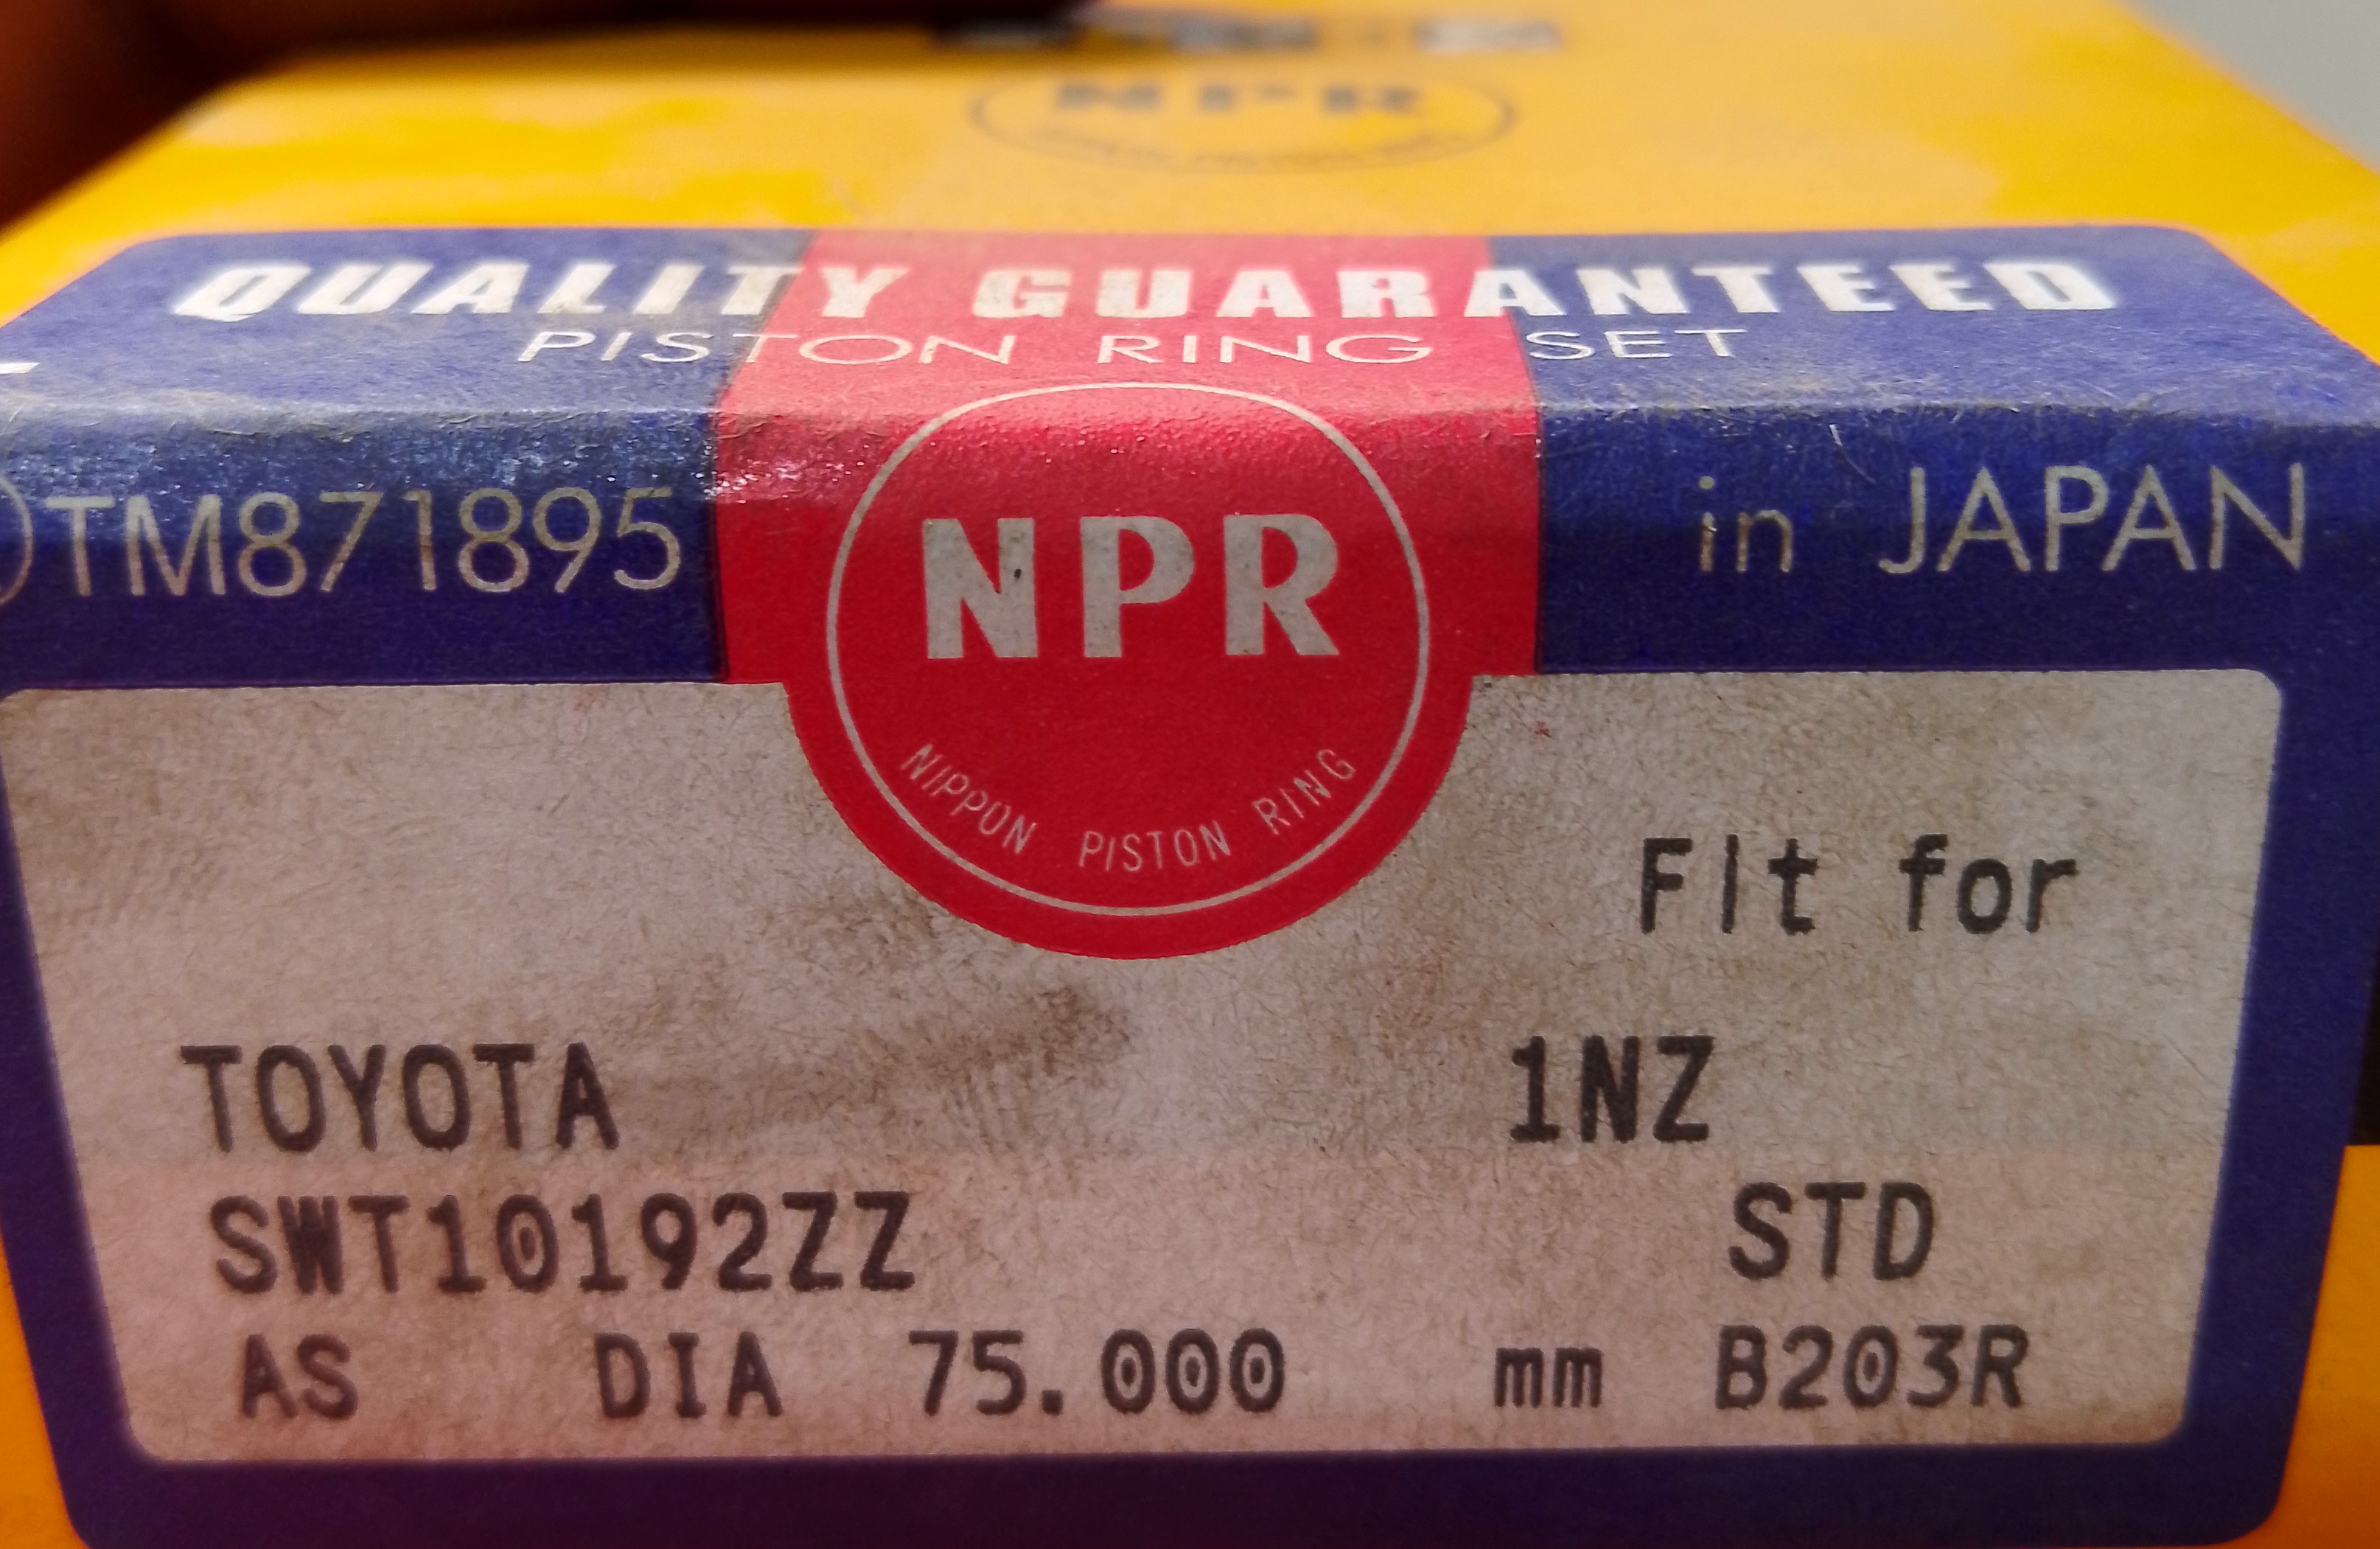 NPR
QUALITY GUARANTEED
PISTON RING SET
TM871895
in JAPAN
NPR
NIPPON PISTON RING
FIt for
TOYOTA 1NZ
SWT10192ZZ STD
AS DIA 75.000 mm B203R